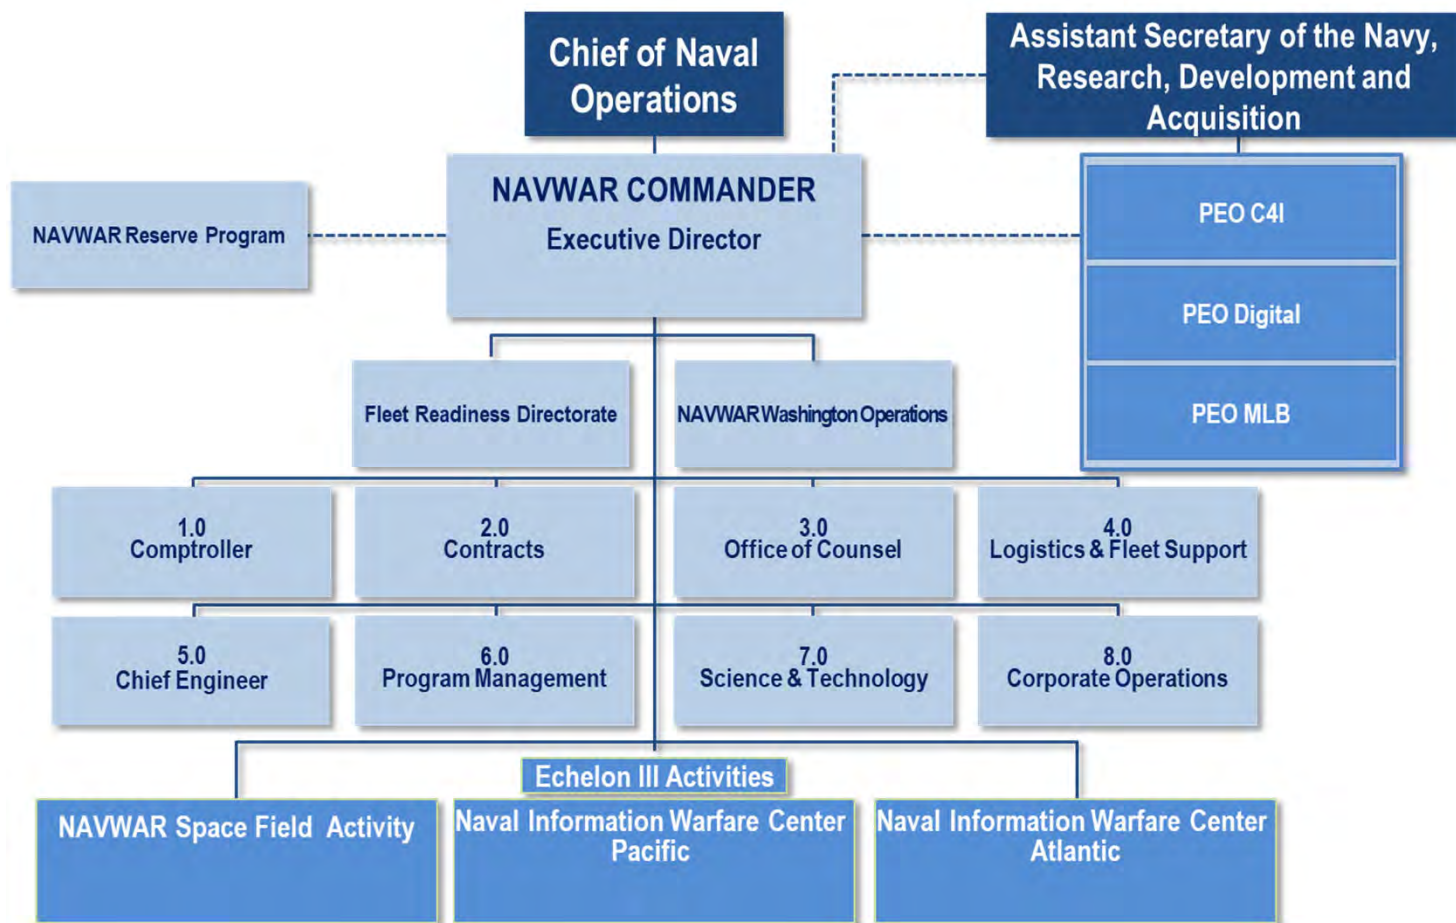 Chief of Naval
Operations
Assistant Secretary of the Navy,
Research, Development and
Acquisition
NAVWAR COMMANDER
Executive Director
NAVWAR Reserve Program
PEO C4I
PEO Digital
PEO MLB
Fleet Readiness Directorate
NAVWAR Washington Operations
1.0
Comptroller
2.0
Contracts
3.0
Office of Counsel
4.0
Logistics & Fleet Support
5.0
Chief Engineer
6.0
Program Management
7.0
Science & Technology
8.0
Corporate Operations
Echelon III Activities
NAVWAR Space Field Activity
Naval Information Warfare Center
Pacific
Naval Information Warfare Center
Atlantic